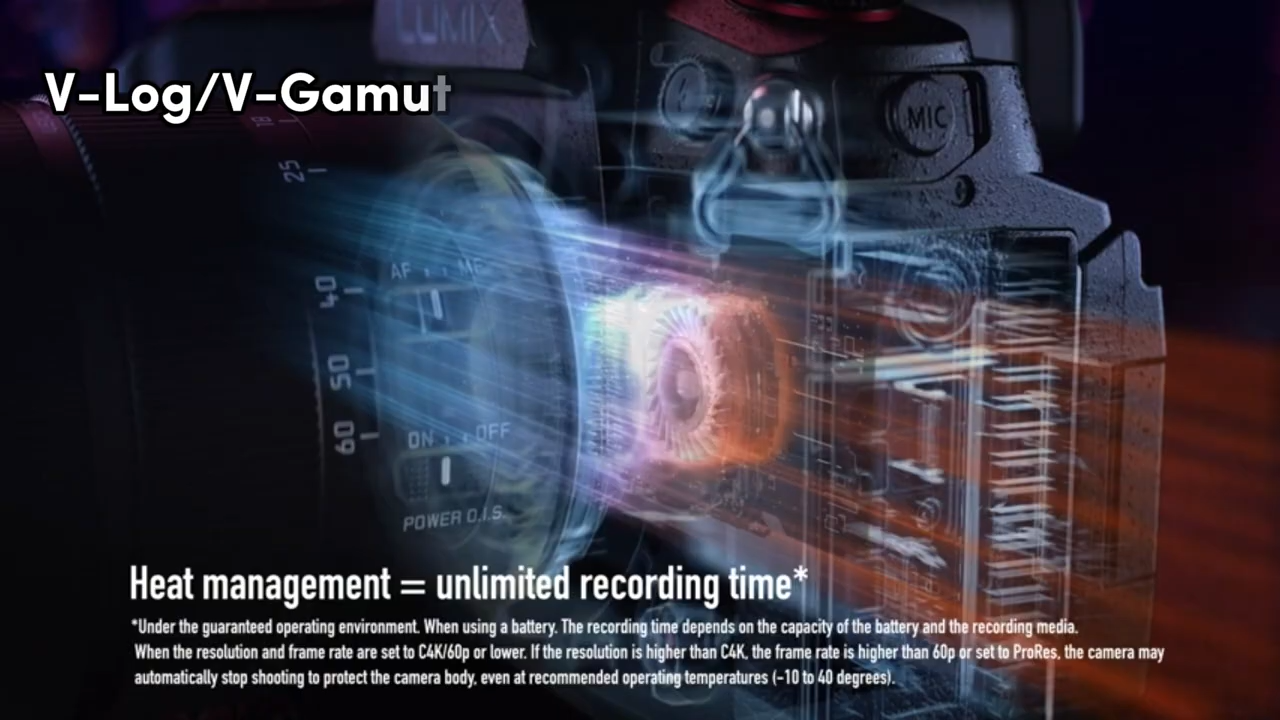 LUMIX
V-Log/V-Gamut
MIC
18
25
AF MF
40
50
ON OFF
60
POWER O.I.S.
Heat management = unlimited recording time*
*Under the guaranteed operating environment. When using a battery. The recording time depends on the capacity of the battery and the recording media.
When the resolution and frame rate are set to C4K/60p or lower. If the resolution is higher than C4K, the frame rate is higher than 60p or set to ProRes, the camera may
automatically stop shooting to protect the camera body, even at recommended operating temperatures (-10 to 40 degrees).